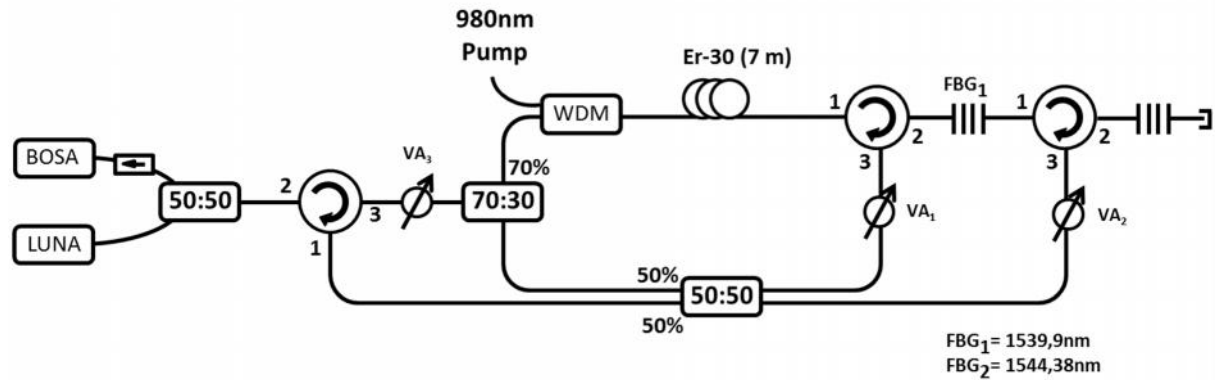 980nm
Pump
Er-30 (7 m)
FBG1
WDM
1
2
3
1
2
3
BOSA
LUNA
50:50
2
3
1
VA3
70%
70:30
VA1
VA2
50%
50:50
50%
FBG1= 1539,9nm
FBG2= 1544,38nm